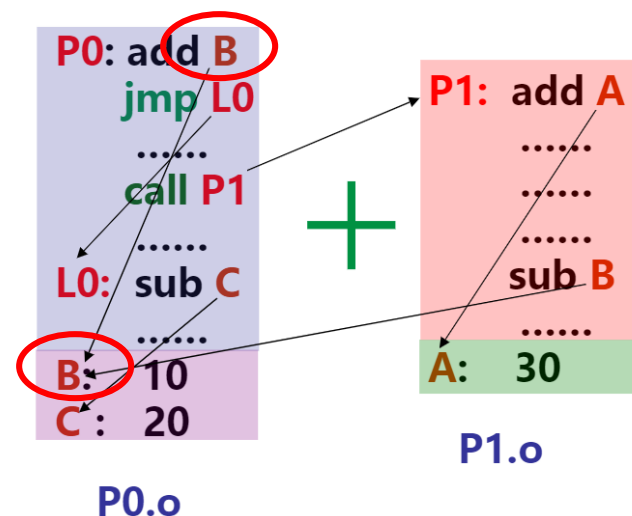 P0: add B
jmp L0
......
call P1
......
L0: sub C
......
B: 10
C : 20
P0.o
P1: add A
......
......
......
sub B
......
A: 30
P1.o